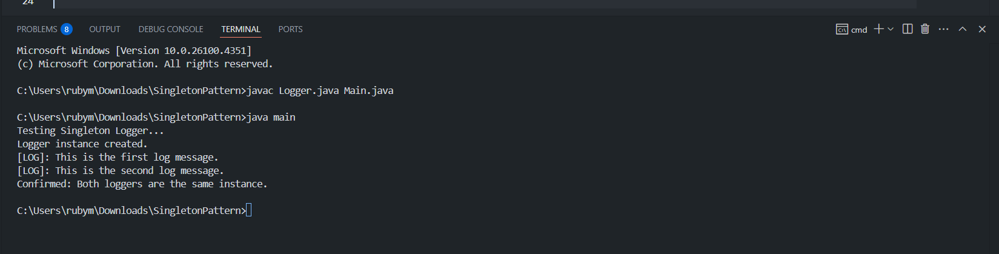 24
PROBLEMS 8 OUTPUT DEBUG CONSOLE TERMINAL PORTS cmd
Microsoft Windows [Version 10.0.26100.4351]
(c) Microsoft Corporation. All rights reserved.
C:\Users\rubym\Downloads\SingletonPattern>javac Logger.java Main.java
C:\Users\rubym\Downloads\SingletonPattern>java main
Testing Singleton Logger...
Logger instance created.
[LOG]: This is the first log message.
[LOG]: This is the second log message.
Confirmed: Both loggers are the same instance.
C:\Users\rubym\Downloads\SingletonPattern>